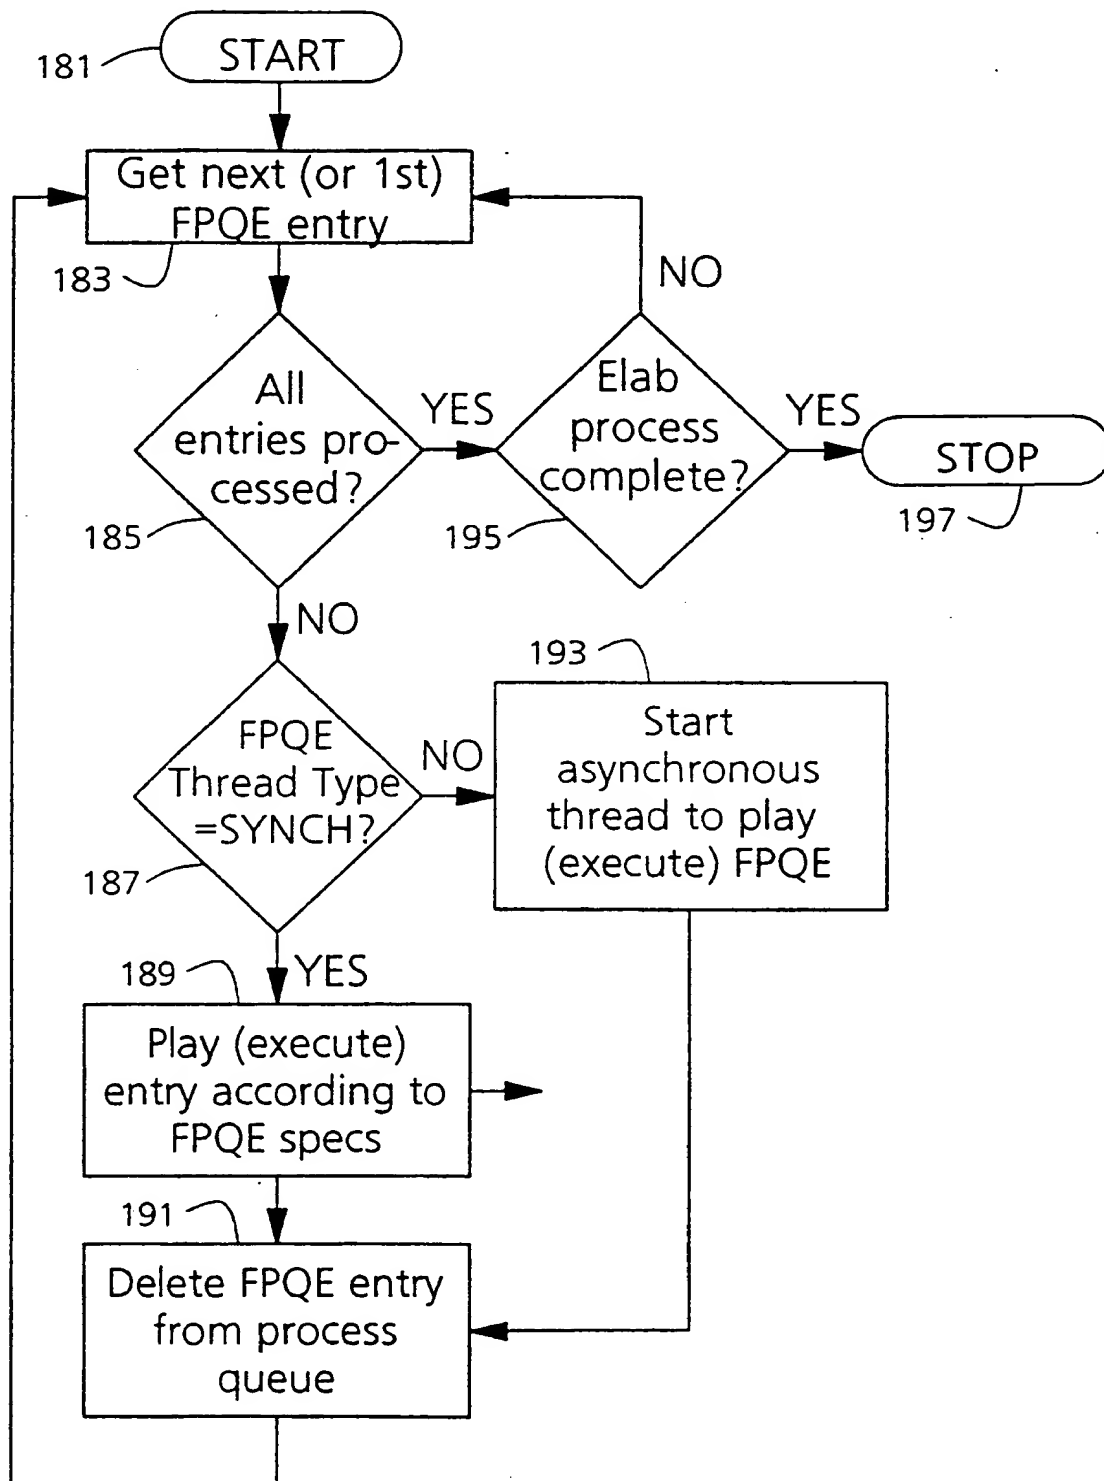 181
START
Get next (or 1st)
FPQE entry
183
NO
All
entries pro-
cessed?
185
YES
Elab
process
complete?
195
YES
STOP
197
NO
FPQE
Thread Type
=SYNCH?
187
NO
193
Start
asynchronous
thread to play
(execute) FPQE
YES
189
Play (execute)
entry according to
FPQE specs
191
Delete FPQE entry
from process
queue